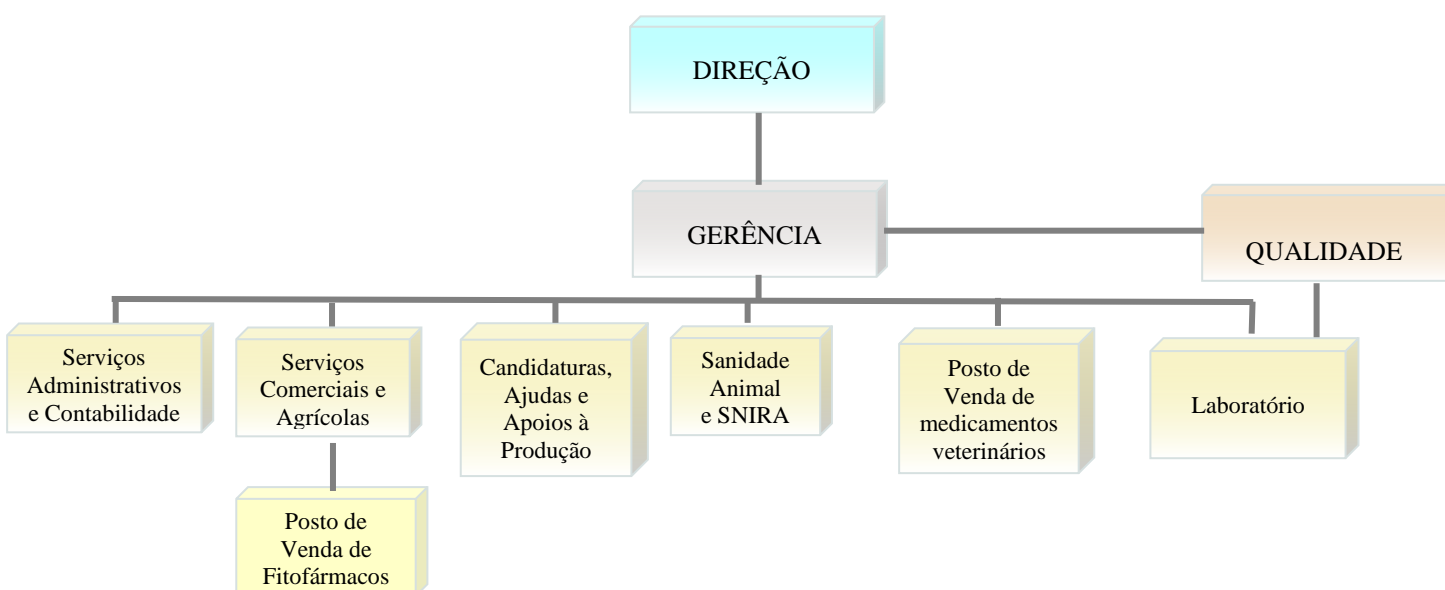 DIREÇÃO
GERÊNCIA
QUALIDADE
Serviços
Administrativos
e Contabilidade
Serviços
Comerciais e
Agrícolas
Candidaturas,
Ajudas e
Apoios à
Produção
Sanidade
Animal
e SNIRA
Posto de
Venda de
medicamentos
veterinários
Laboratório
Posto de
Venda de
Fitofármacos